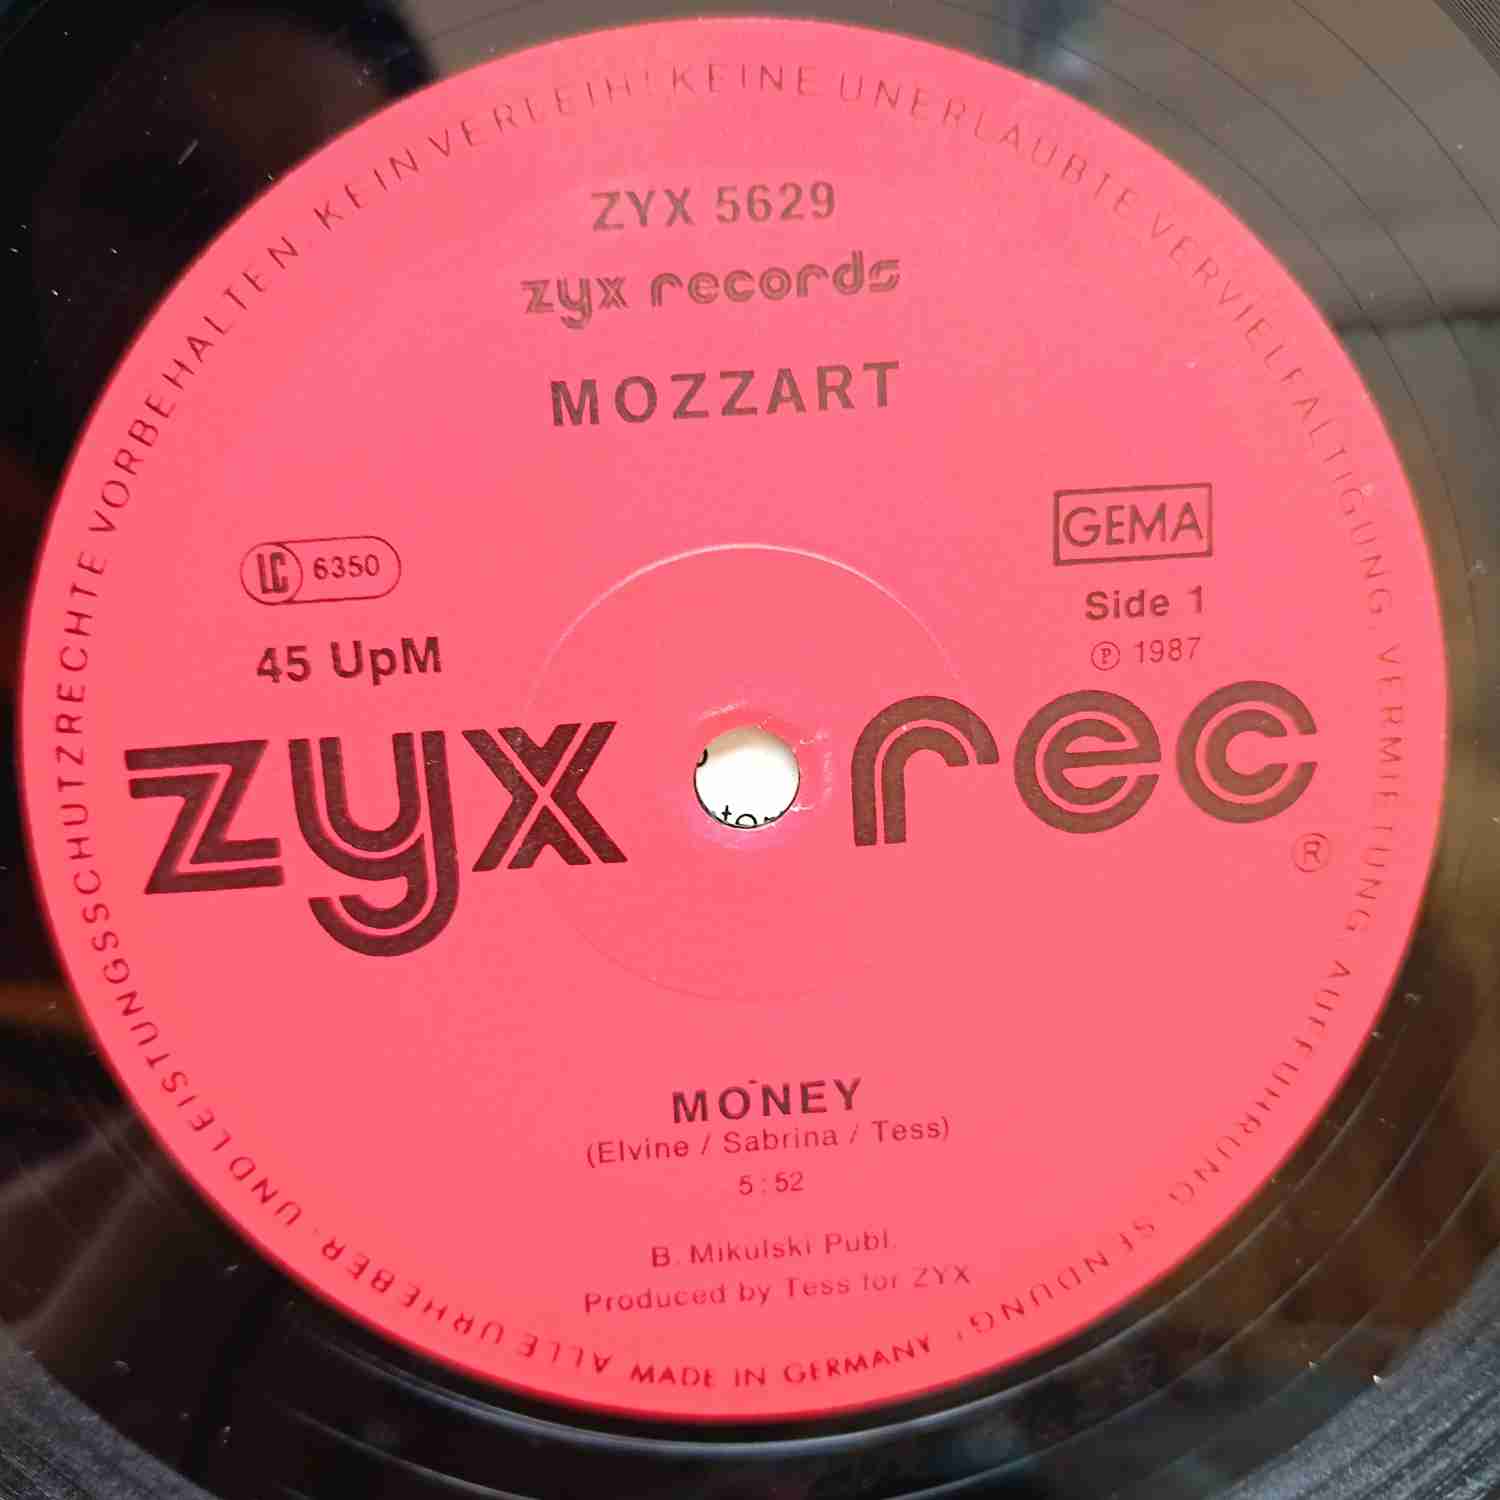 ZYX 5629
zyx records
MOZZART
LC 6350
GEMA
45 UpM
Side 1
Ⓟ 1987
zyx rec ®
MONEY
(Elvine / Sabrina / Tess)
5:52
B. Mikulski Publ.
Produced by Tess for ZYX
ALLE URHEBER- UND LEISTUNGSSCHUTZRECHTE VORBEHALTEN. KEIN VERLEIH! KEINE UNERLAUBTE VERVIELFÄLTIGUNG, VERMIETUNG, AUFFÜHRUNG, SENDUNG!
MADE IN GERMANY